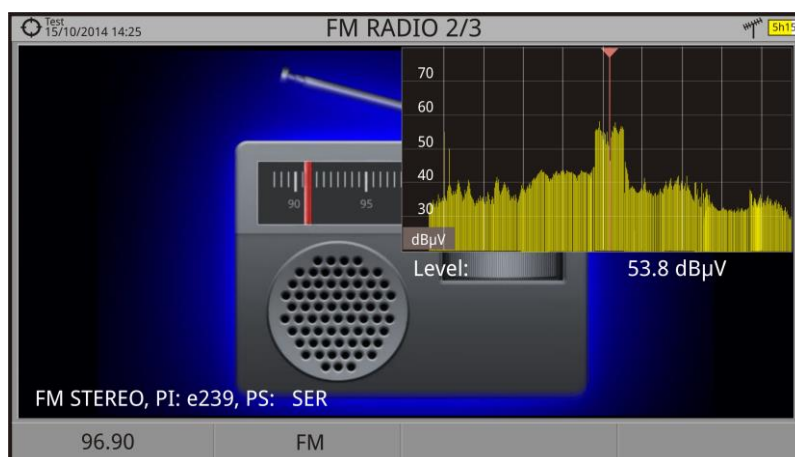 Test
15/10/2014 14:25
FM RADIO 2/3
5h15
70
60
50
40
30
dBµV
90
95
Level: 53.8 dBµV
FM STEREO, PI: e239, PS: SER
96.90 FM